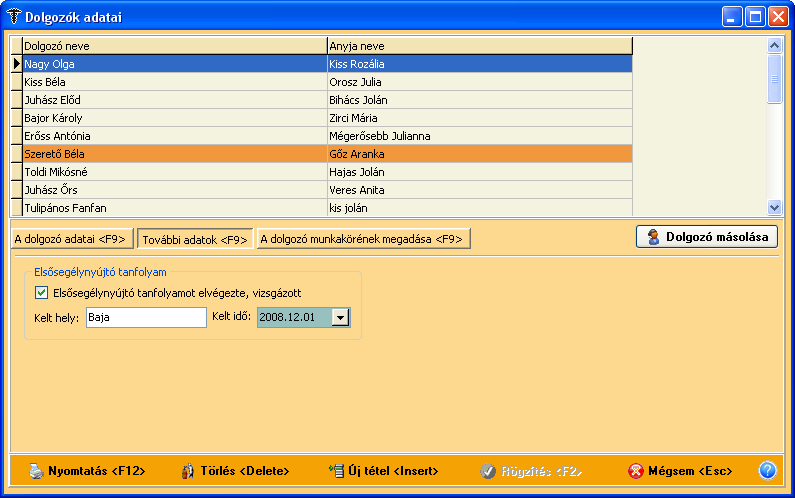 Dolgozók adatai
Dolgozó neve Anyja neve
Nagy Olga Kiss Rozália
Kiss Béla Orosz Julia
Juhász Előd Bihács Jolán
Bajor Károly Zirci Mária
Erőss Antónia Mégerősebb Julianna
Szerető Béla Gőz Aranka
Toldi Mikósné Hajas Jolán
Juhász Őrs Veres Anita
Tulipános Fanfan kis jolán
A dolgozó adatai <F9> További adatok <F9> A dolgozó munkakörének megadása <F9> Dolgozó másolása
Elsősegélynyújtó tanfolyam
Elsősegélynyújtó tanfolyamot elvégezte, vizsgázott
Kelt hely: Baja Kelt idő: 2008.12.01
Nyomtatás <F12> Törlés <Delete> Új tétel <Insert> Rögzítés <F2> Mégsem <Esc> ?